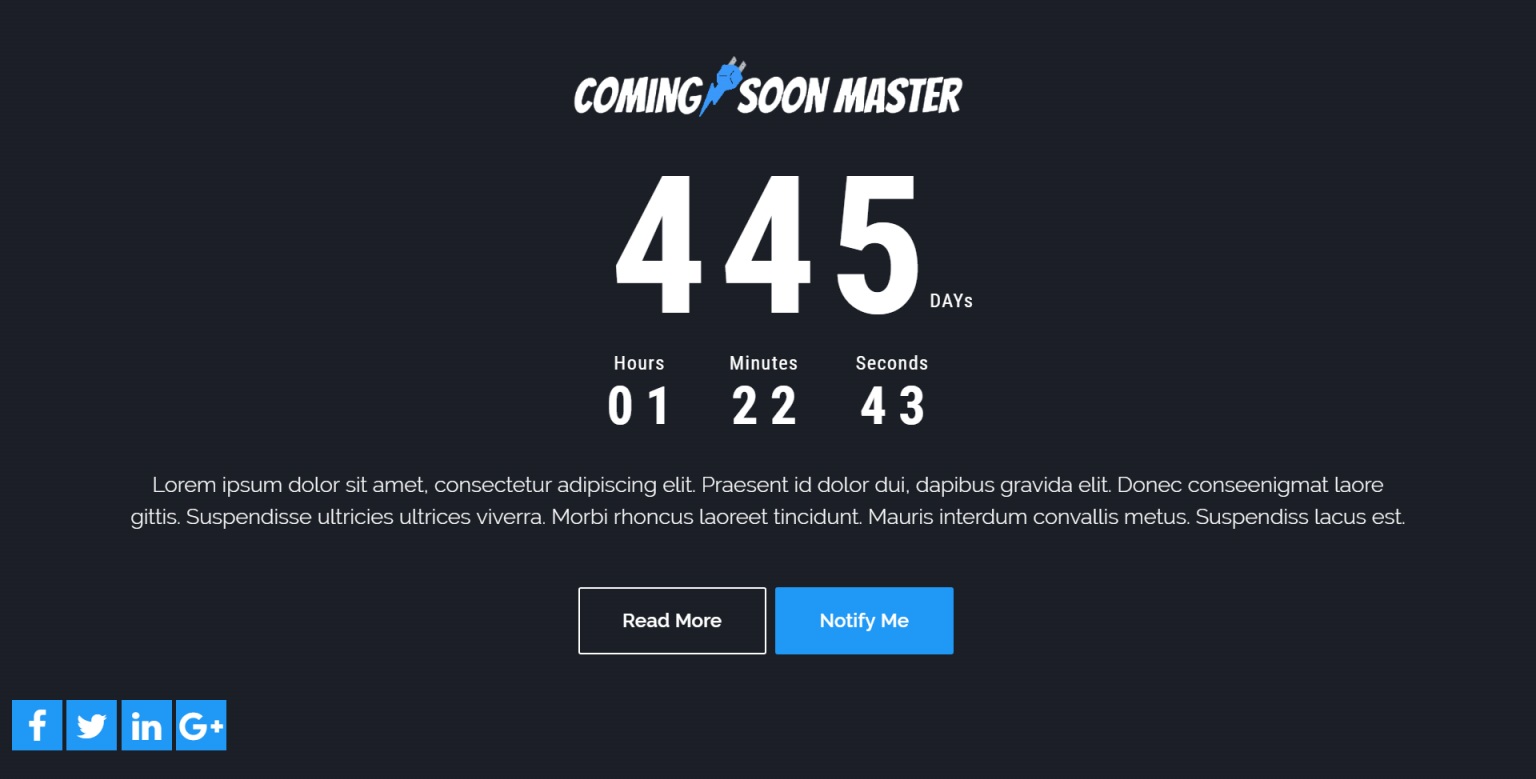 COMING SOON MASTER
445 DAYs
Hours Minutes Seconds
01 22 43
Lorem ipsum dolor sit amet, consectetur adipiscing elit. Praesent id dolor dui, dapibus gravida elit. Donec conseenigmat laore
gittis. Suspendisse ultricies ultrices viverra. Morbi rhoncus laoreet tincidunt. Mauris interdum convallis metus. Suspendiss lacus est.
Read More Notify Me
f in G+